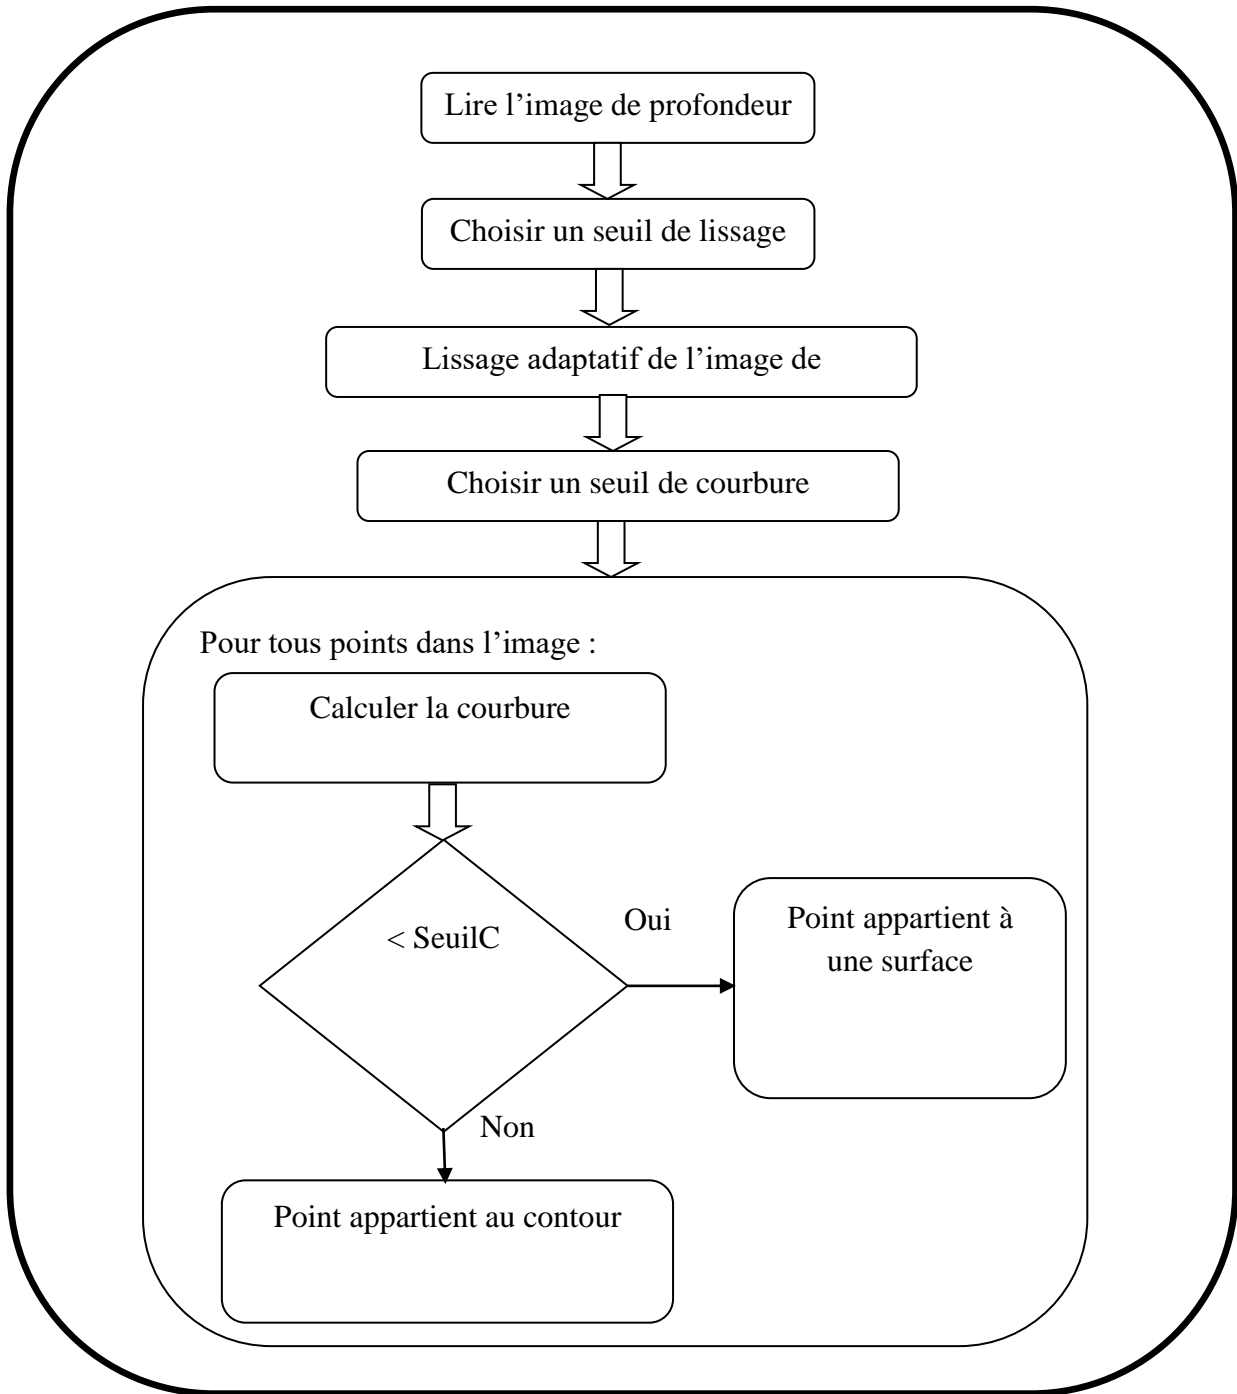 Lire l’image de profondeur
Choisir un seuil de lissage
Lissage adaptatif de l’image de
Choisir un seuil de courbure
Pour tous points dans l’image :
Calculer la courbure
< SeuilC
Oui
Point appartient à
une surface
Non
Point appartient au contour